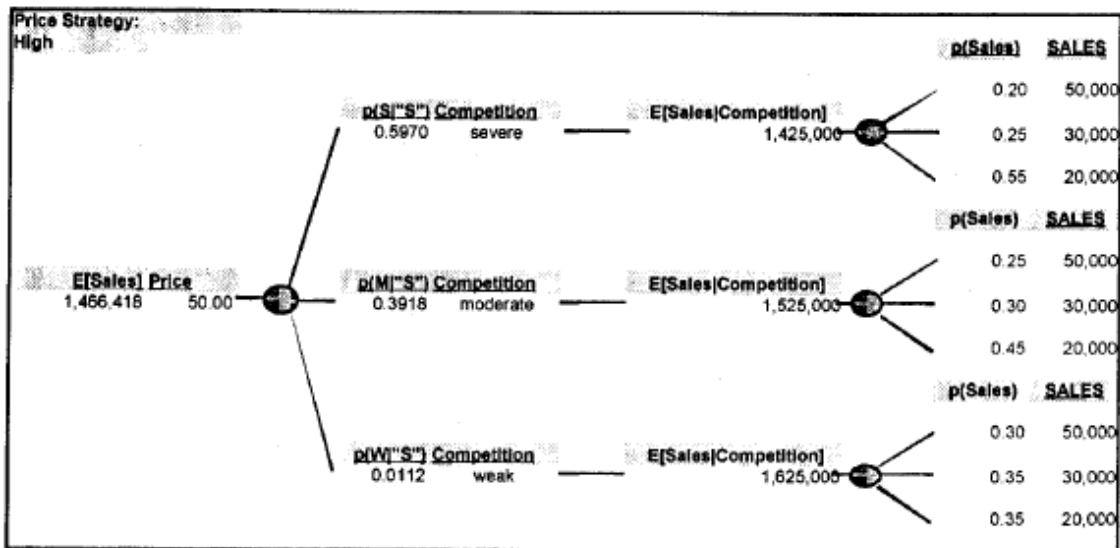 Price Strategy:
High
p(Sales) SALES
0.20 50,000
p(S|"S") Competition
0.5970 severe
E[Sales|Competition]
1,425,000
0.25 30,000
0.55 20,000
p(Sales) SALES
0.25 50,000
E[Sales] Price
1,466,418 50.00
p(M|"S") Competition
0.3918 moderate
E[Sales|Competition]
1,525,000
0.30 30,000
0.45 20,000
p(Sales) SALES
0.30 50,000
p(W|"S") Competition
0.0112 weak
E[Sales|Competition]
1,625,000
0.35 30,000
0.35 20,000